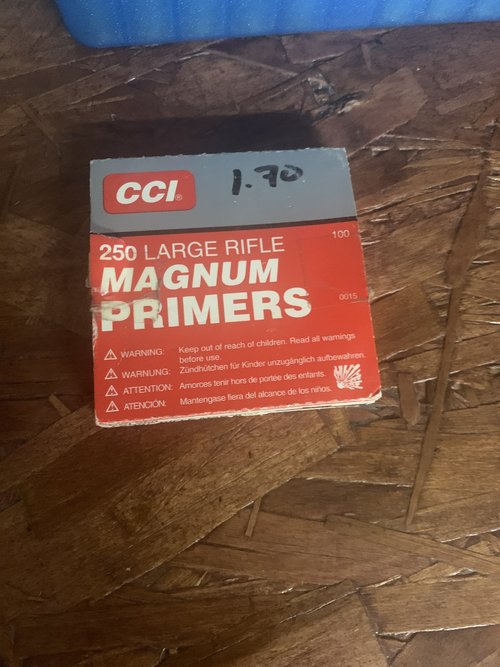 CCI®
1.70
250 LARGE RIFLE
100
MAGNUM
PRIMERS
0015
WARNING: Keep out of reach of children. Read all warnings
before use.
WARNUNG: Zündhütchen für Kinder unzugänglich aufbewahren.
ATTENTION: Amorces tenir hors de portée des enfants.
ATENCIÓN: Mantengase fiera del alcance de los niños.